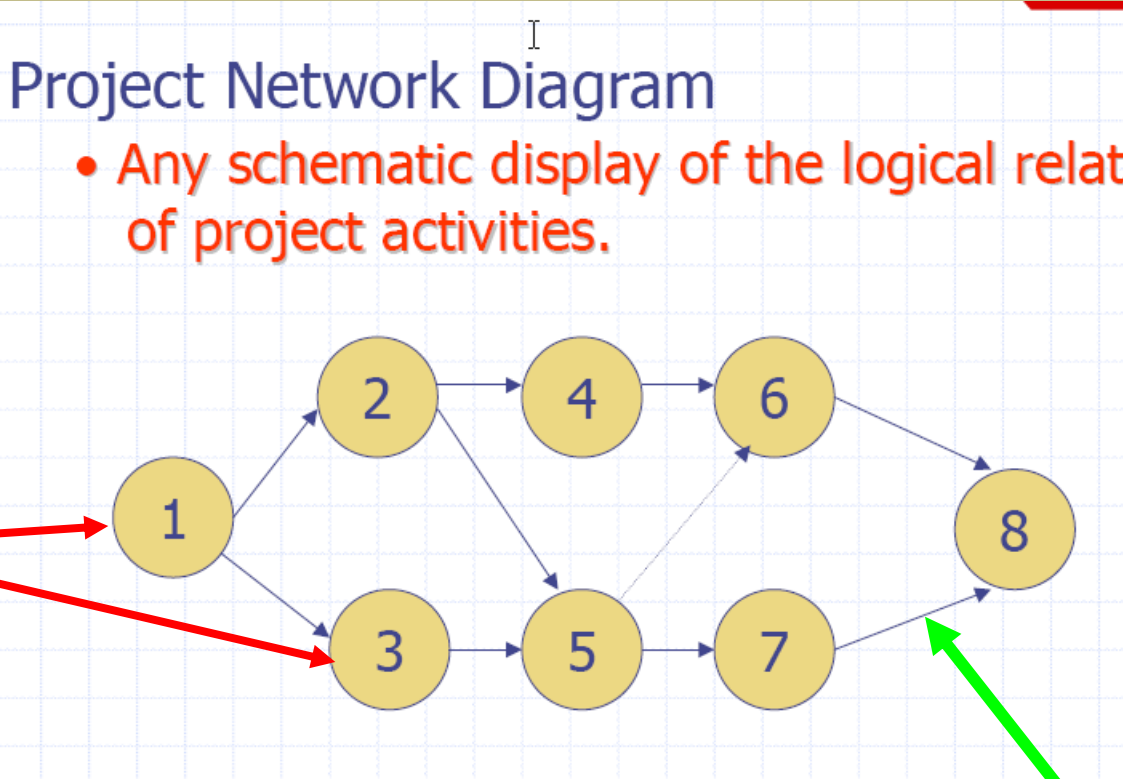 Project Network Diagram
• Any schematic display of the logical relat
of project activities.
2 4 6
1 8
3 5 7